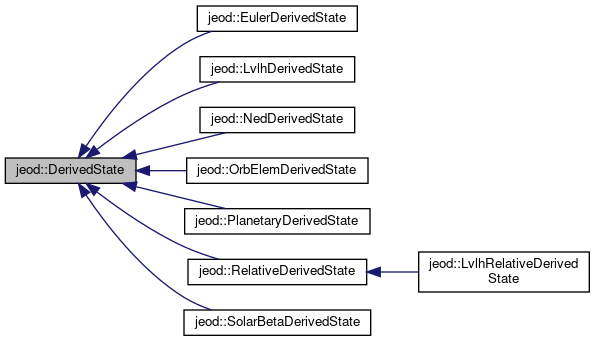 jeod::EulerDerivedState
jeod::LvlhDerivedState
jeod::NedDerivedState
jeod::DerivedState
jeod::OrbElemDerivedState
jeod::PlanetaryDerivedState
jeod::RelativeDerivedState
jeod::LvlhRelativeDerived
State
jeod::SolarBetaDerivedState